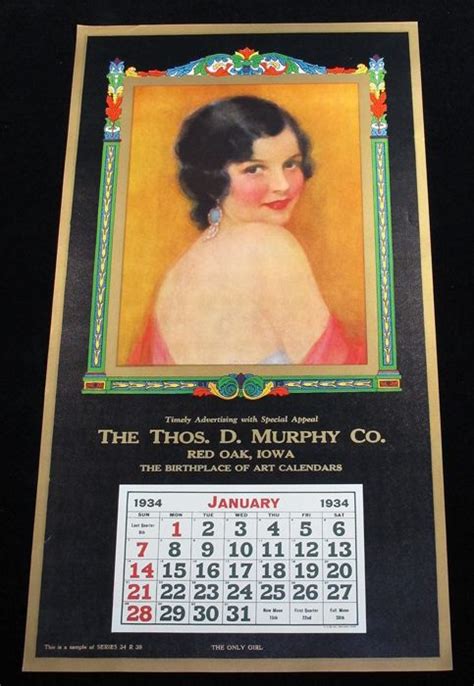 Timely Advertising with Special Appeal
THE THOS. D. MURPHY CO.
RED OAK, IOWA
THE BIRTHPLACE OF ART CALENDARS
1934 JANUARY 1934
SUN MON TUE WED THU FRI SAT
Last Quarter 8th 1 2 3 4 5 6
7 8 9 10 11 12 13
14 15 16 17 18 19 20
21 22 23 24 25 26 27
28 29 30 31 New Moon 15th First Quarter 22nd Full Moon 30th
This is a sample of SERIES 34 R 38 THE ONLY GIRL